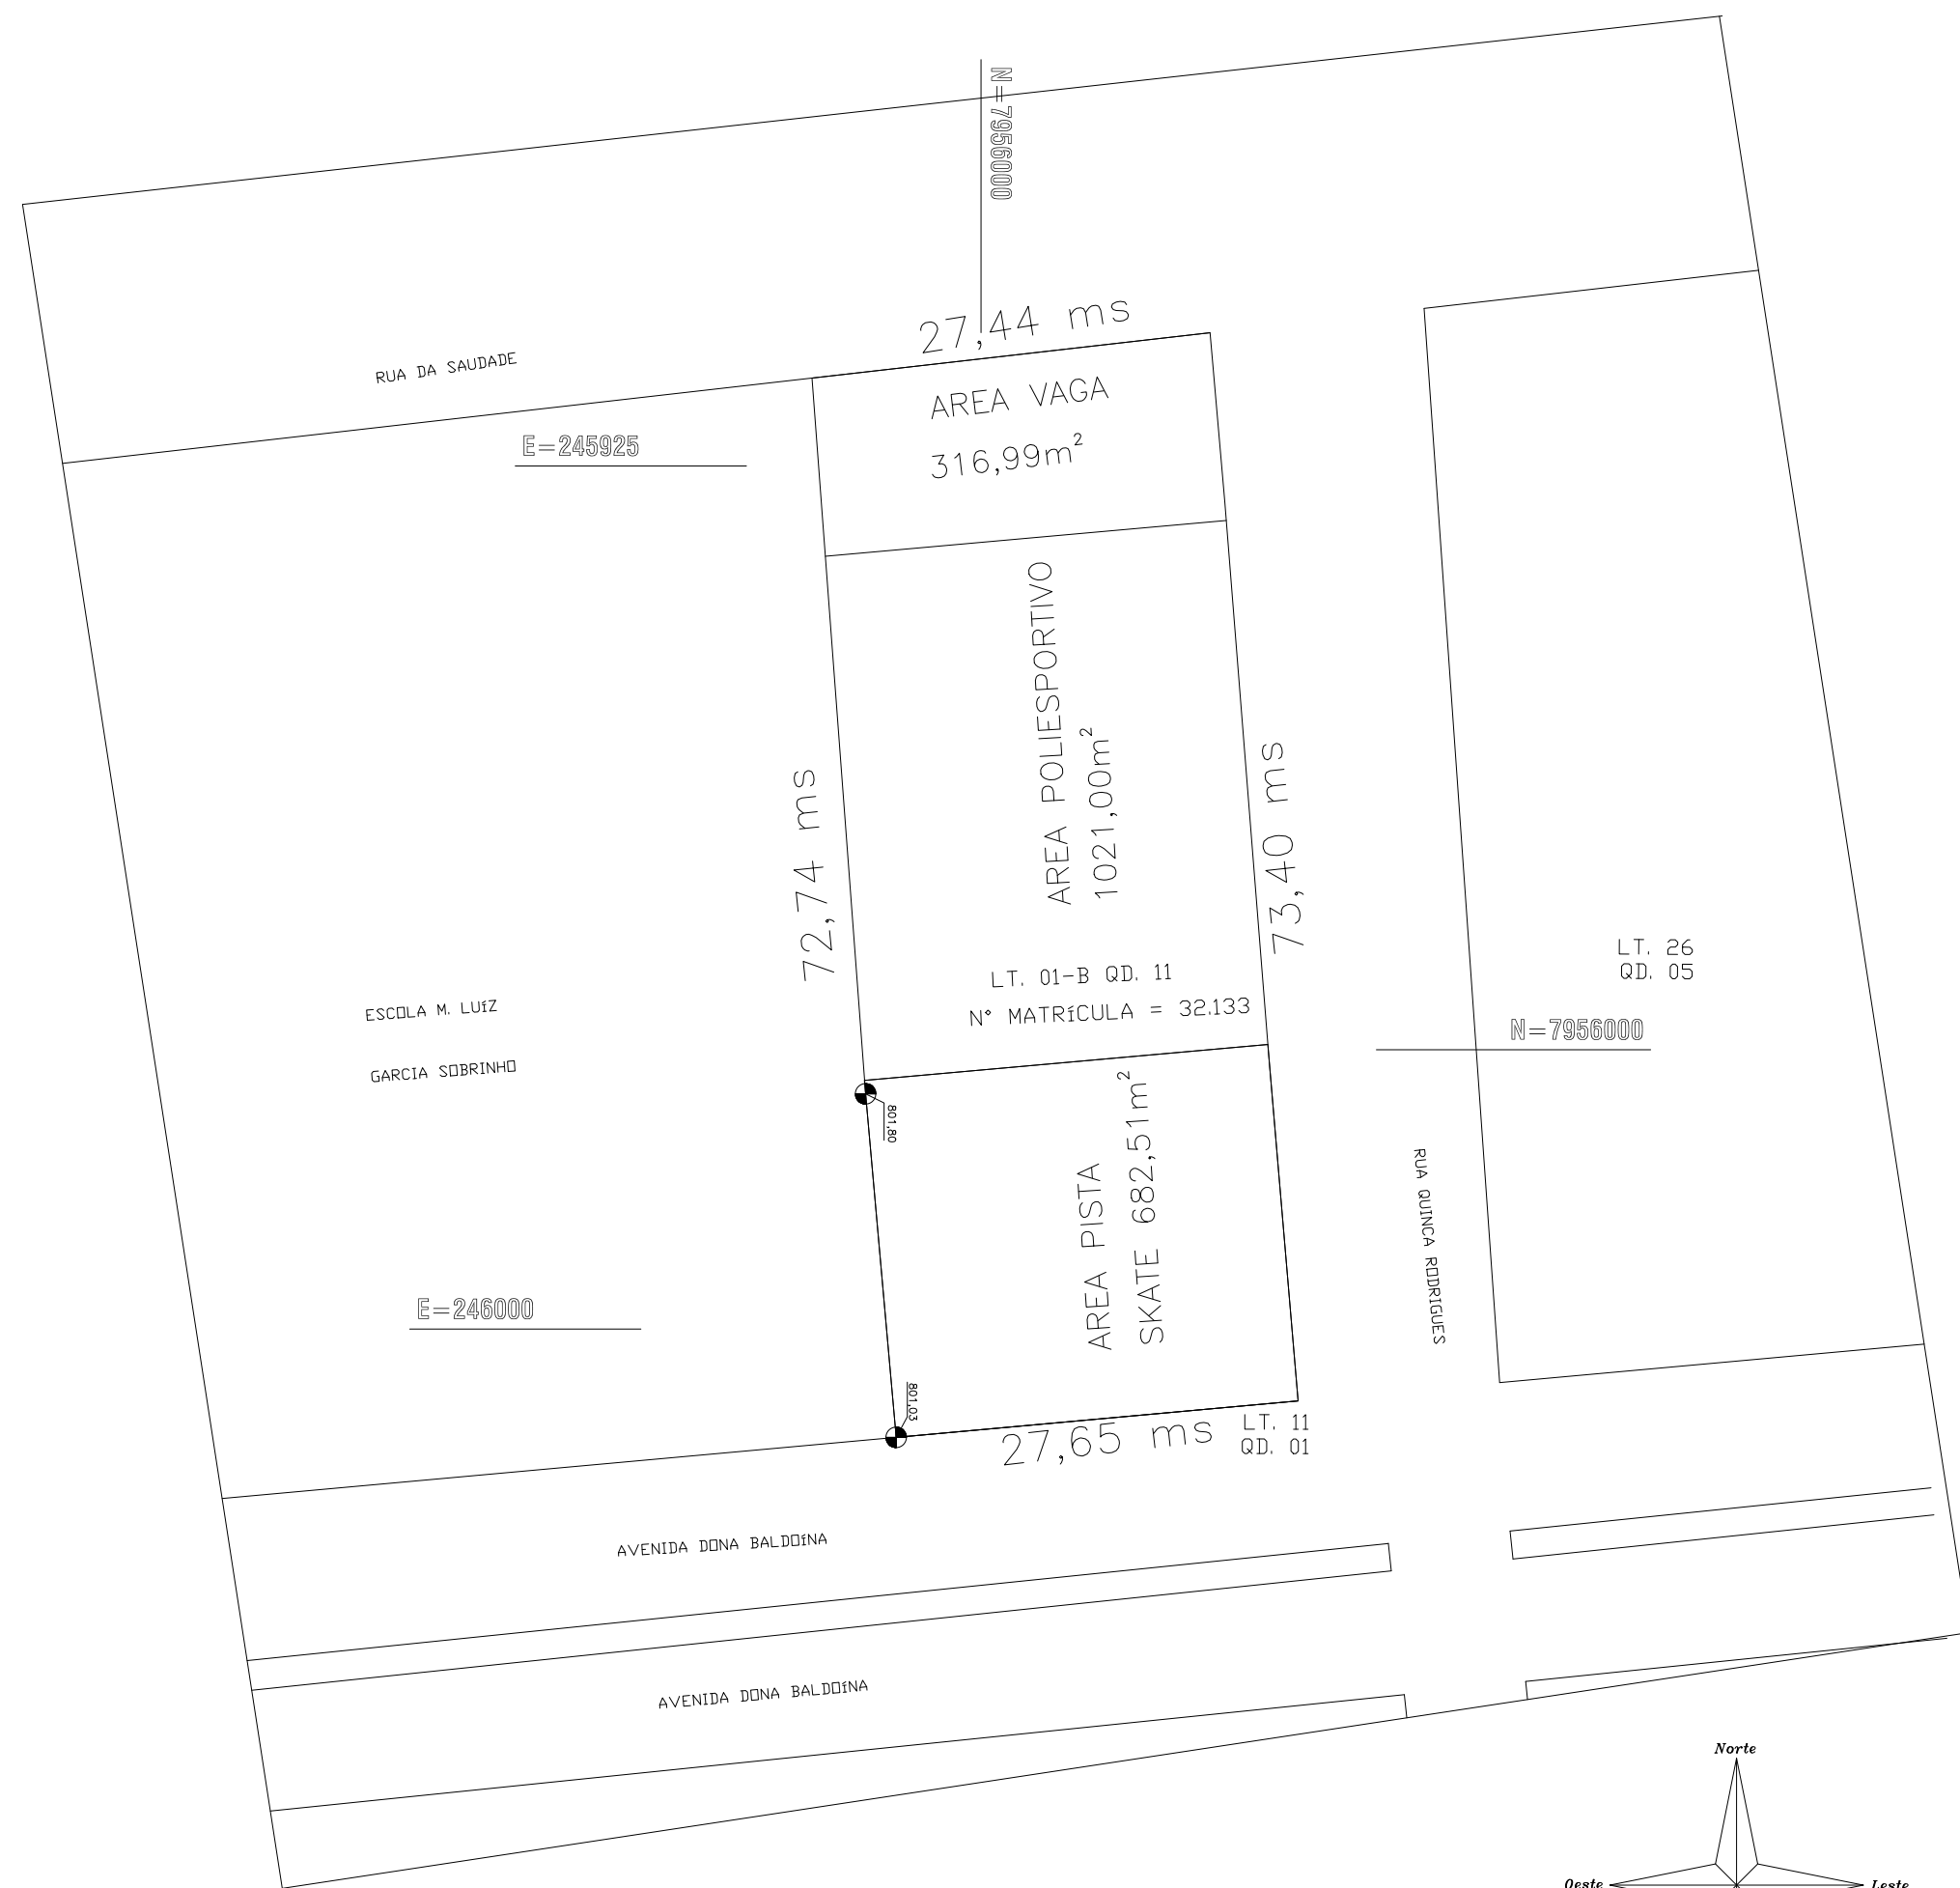 N=7956000
27,44 ms
RUA DA SAUDADE
AREA VAGA
316,99m²
E=245925
AREA POLIESPORTIVO
1021,00m²
72,74 ms
73,40 ms
LT. 26
QD. 05
LT. 01-B QD. 11
N° MATRíCULA = 32.133
ESCOLA M. LUíZ
GARCIA SOBRINHO
N=7956000
801,80
AREA PISTA
SKATE 682,51m²
RUA QUINCA RODRIGUES
E=246000
801,03
27,65 ms
LT. 11
QD. 01
AVENIDA DONA BALDOíNA
AVENIDA DONA BALDOíNA
Norte
Oeste
Leste